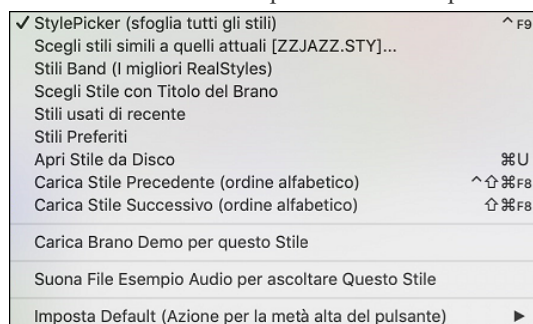 ✓ StylePicker (sfoglia tutti gli stili) ^ F9
Scegli stili simili a quelli attuali [ZZJAZZ.STY]...
Stili Band (I migliori RealStyles)
Scegli Stile con Titolo del Brano
Stili usati di recente
Stili Preferiti
Apri Stile da Disco ⌘U
Carica Stile Precedente (ordine alfabetico) ^⇧⌘F8
Carica Stile Successivo (ordine alfabetico) ⇧⌘F8
Carica Brano Demo per questo Stile
Suona File Esempio Audio per ascoltare Questo Stile
Imposta Default (Azione per la metà alta del pulsante) ▶